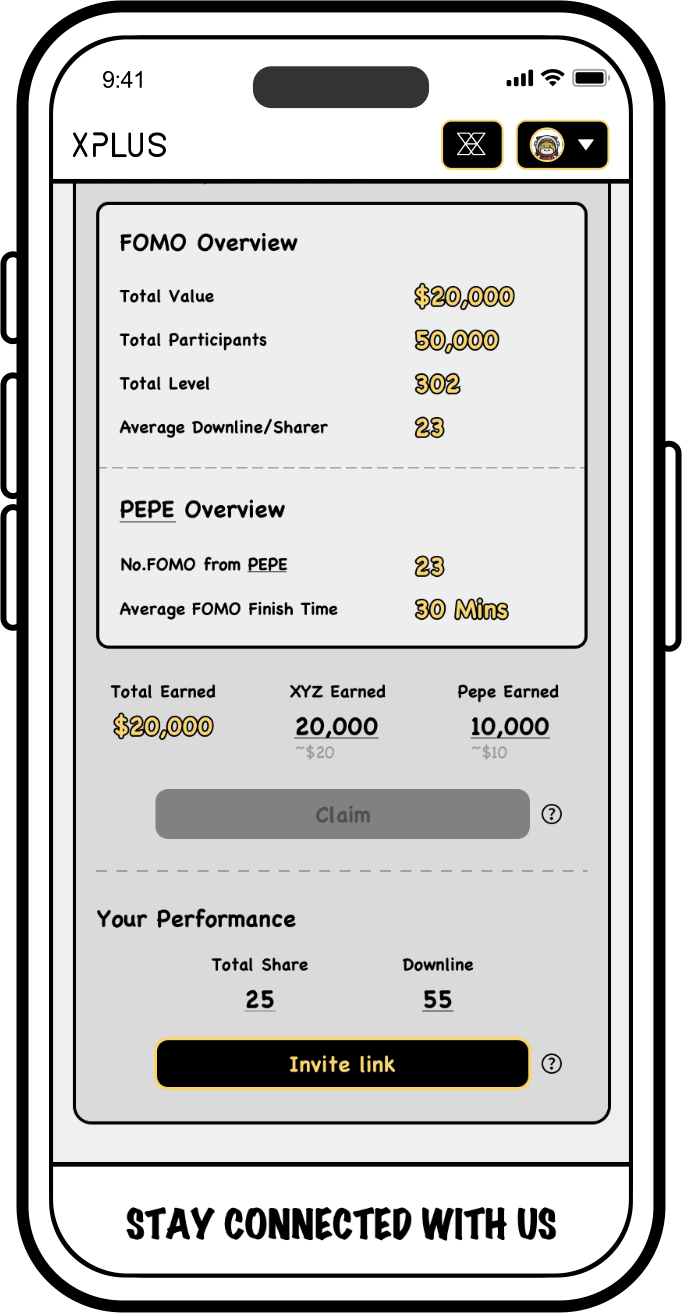 9:41
XPLUS
FOMO Overview
Total Value $20,000
Total Participants 50,000
Total Level 302
Average Downline/Sharer 23
PEPE Overview
No.FOMO from PEPE 23
Average FOMO Finish Time 30 Mins
Total Earned XYZ Earned Pepe Earned
$20,000 20,000 10,000
~$20 ~$10
Claim ?
Your Performance
Total Share Downline
25 55
Invite link ?
STAY CONNECTED WITH US